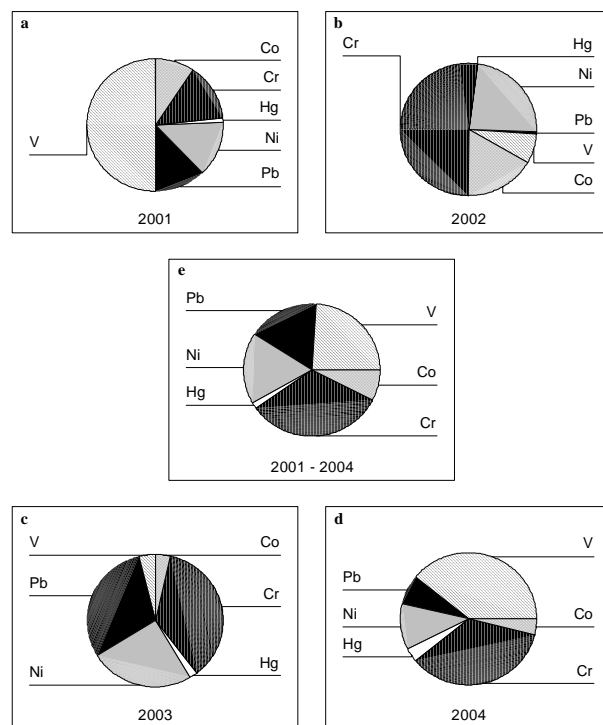 a
Co
Cr
Hg
Ni
Pb
V
2001
b
Cr
Hg
Ni
Pb
V
Co
2002
e
Pb
Ni
Hg
V
Co
Cr
2001 - 2004
c
V
Pb
Ni
Co
Cr
Hg
2003
d
Pb
Ni
Hg
V
Co
Cr
2004